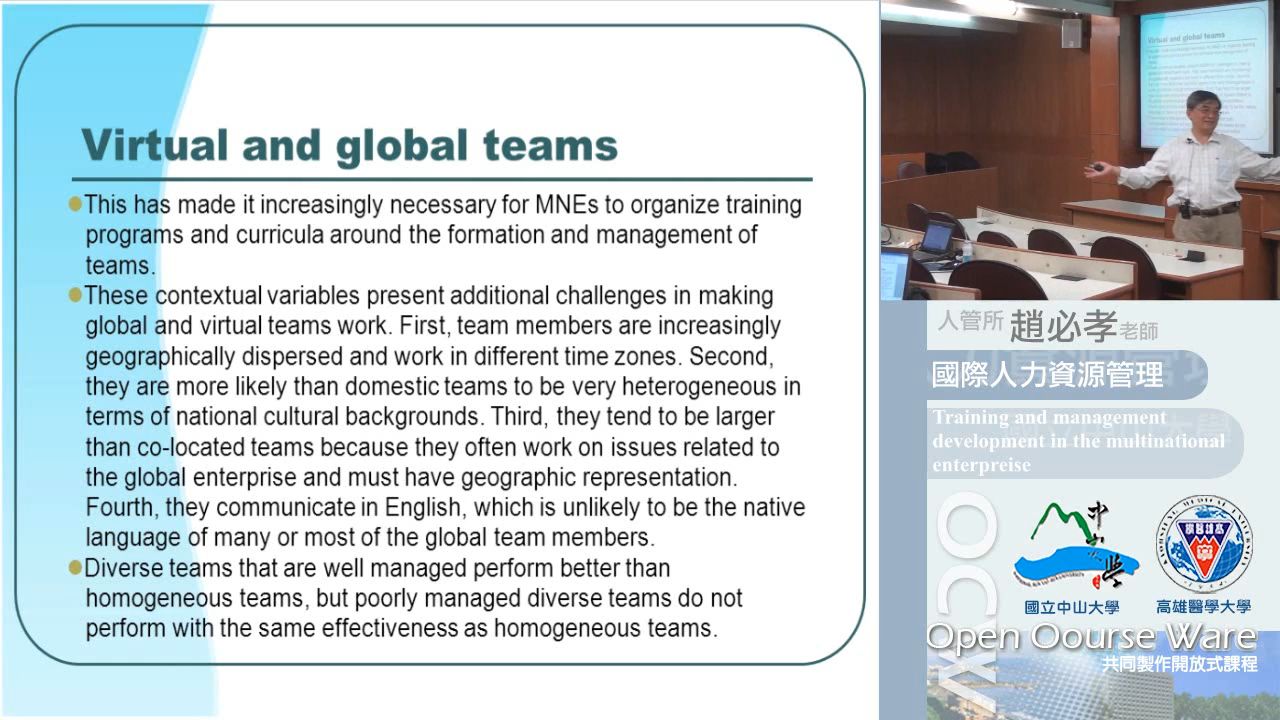 Virtual and global teams
This has made it increasingly necessary for MNEs to organize training
programs and curricula around the formation and management of
teams.
These contextual variables present additional challenges in making
global and virtual teams work. First, team members are increasingly
geographically dispersed and work in different time zones. Second,
they are more likely than domestic teams to be very heterogeneous in
terms of national cultural backgrounds. Third, they tend to be larger
than co-located teams because they often work on issues related to
the global enterprise and must have geographic representation.
Fourth, they communicate in English, which is unlikely to be the native
language of many or most of the global team members.
Diverse teams that are well managed perform better than
homogeneous teams, but poorly managed diverse teams do not
perform with the same effectiveness as homogeneous teams.
Virtual and global teams
人管所 趙必孝老師
國際人力資源管理
Training and management
development in the multinational
enterpreise
OCW
國立中山大學
高雄醫學大學
Open Oourse Ware
共同製作開放式課程